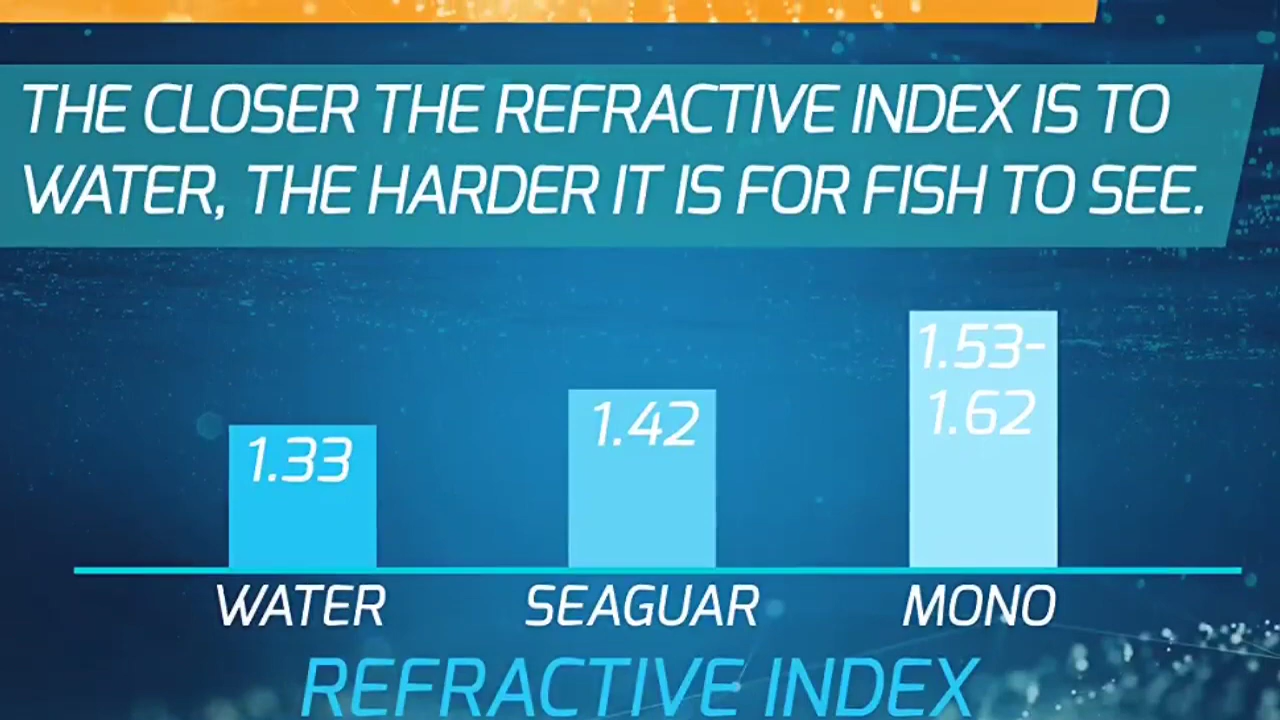 THE CLOSER THE REFRACTIVE INDEX IS TO
WATER, THE HARDER IT IS FOR FISH TO SEE.
1.33
1.42
1.53-
1.62
WATER
SEAGUAR
MONO
REFRACTIVE INDEX